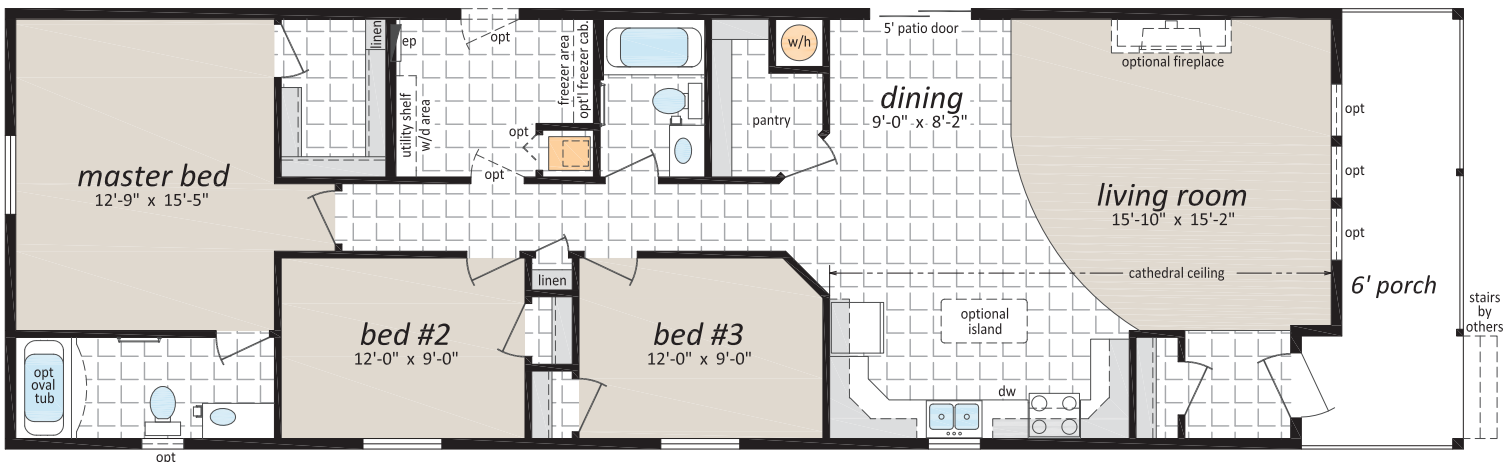 master bed
12'-9" x 15'-5"
linen
ep
opt
utility shelf
w/d area
freezer area
opt'l freezer cab.
opt
opt
w/h
pantry
5' patio door
dining
9'-0" x 8'-2"
optional fireplace
living room
15'-10" x 15'-2"
cathedral ceiling
opt
opt
opt
6' porch
stairs
by
others
linen
bed #2
12'-0" x 9'-0"
bed #3
12'-0" x 9'-0"
optional
island
dw
opt
oval
tub
opt